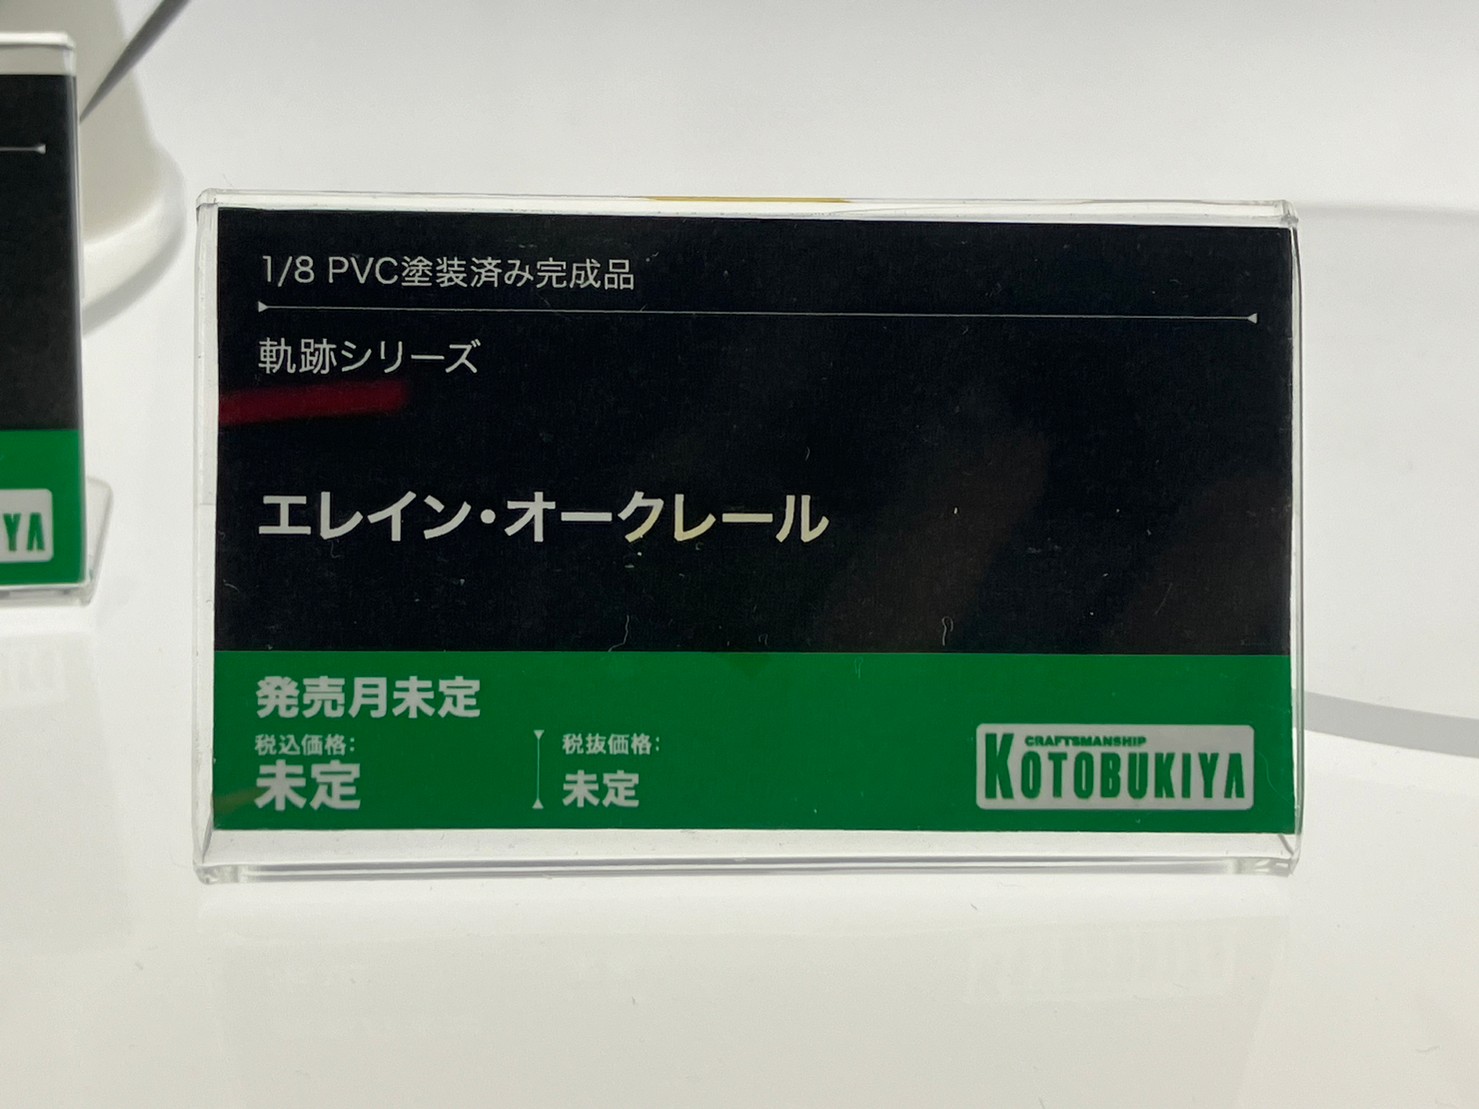 1/8 PVC塗装済み完成品
軌跡シリーズ
エレイン・オークレール
発売月未定
税込価格:
未定
税抜価格:
未定
CRAFTSMANSHIP
KOTOBUKIYA
YA